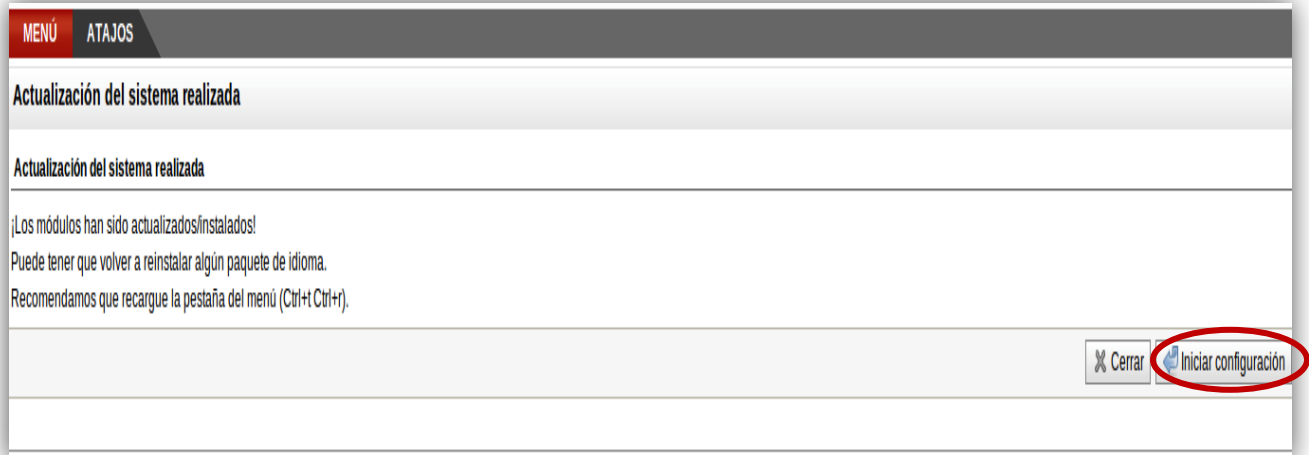 MENÚ ATAJOS
Actualización del sistema realizada
Actualización del sistema realizada
¡Los módulos han sido actualizados/instalados!
Puede tener que volver a reinstalar algún paquete de idioma.
Recomendamos que recargue la pestaña del menú (Ctrl+t Ctrl+r).
Cerrar Iniciar configuración